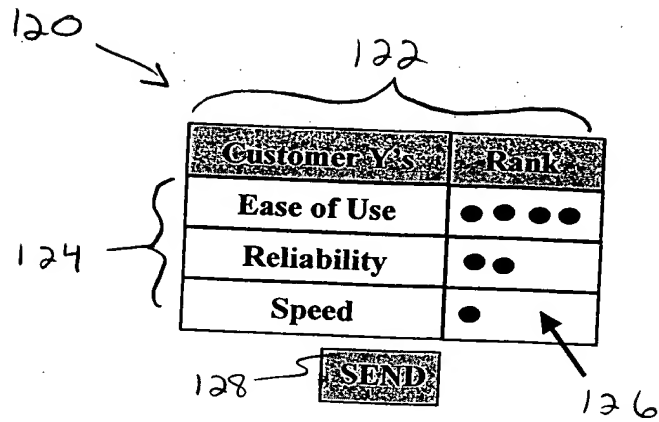 120
122
Customer Y's Rank
Ease of Use
124
Reliability
Speed
128
SEND
126